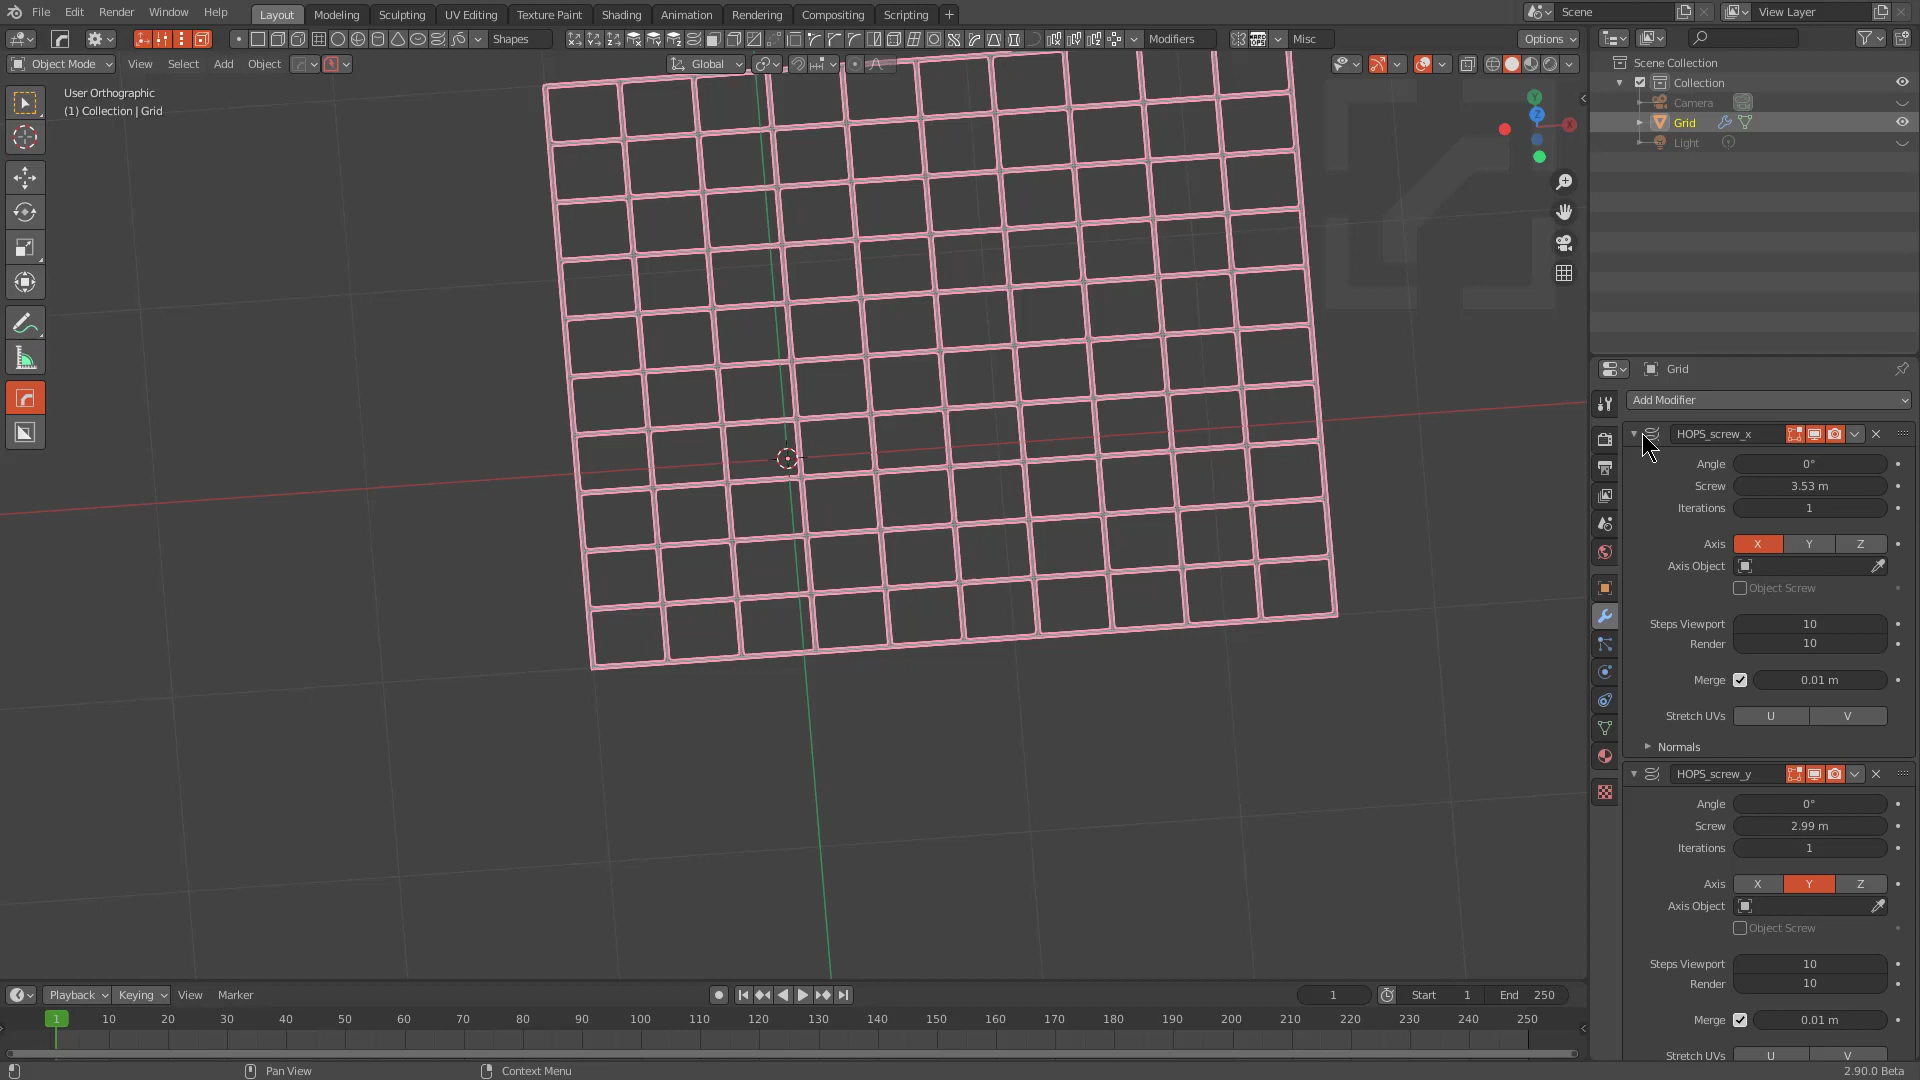 File Edit Render Window Help
Layout Modeling Sculpting UV Editing Texture Paint Shading Animation Rendering Compositing Scripting +
Scene
View Layer
Shapes
Modifiers
Misc
Options
Object Mode View Select Add Object
Global
User Orthographic
(1) Collection | Grid
Y
Z
X
Scene Collection
Collection
Camera
Grid
Light
Grid
Add Modifier
HOPS_screw_x
Angle 0°
Screw 3.53 m
Iterations 1
Axis X Y Z
Axis Object
Object Screw
Steps Viewport 10
Render 10
Merge 0.01 m
Stretch UVs U V
Normals
HOPS_screw_y
Angle 0°
Screw 2.99 m
Iterations 1
Axis X Y Z
Axis Object
Object Screw
Steps Viewport 10
Render 10
Merge 0.01 m
Stretch UVs U V
Playback Keying View Marker
1 Start 1 End 250
1 10 20 30 40 50 60 70 80 90 100 110 120 130 140 150 160 170 180 190 200 210 220 230 240 250
Pan View
Context Menu
2.90.0 Beta